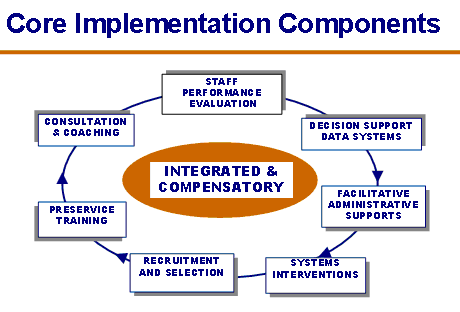 Core Implementation Components
STAFF
PERFORMANCE
EVALUATION
CONSULTATION
& COACHING
DECISION SUPPORT
DATA SYSTEMS
INTEGRATED &
COMPENSATORY
PRESERVICE
TRAINING
FACILITATIVE
ADMINISTRATIVE
SUPPORTS
RECRUITMENT
AND SELECTION
SYSTEMS
INTERVENTIONS